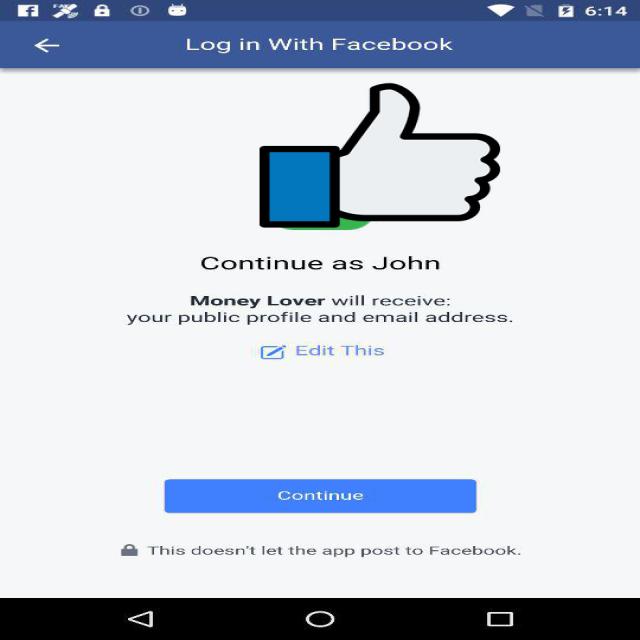 6:14
Log in With Facebook
Continue as John
Money Lover will receive:
your public profile and email address.
Edit This
Continue
This doesn't let the app post to Facebook.